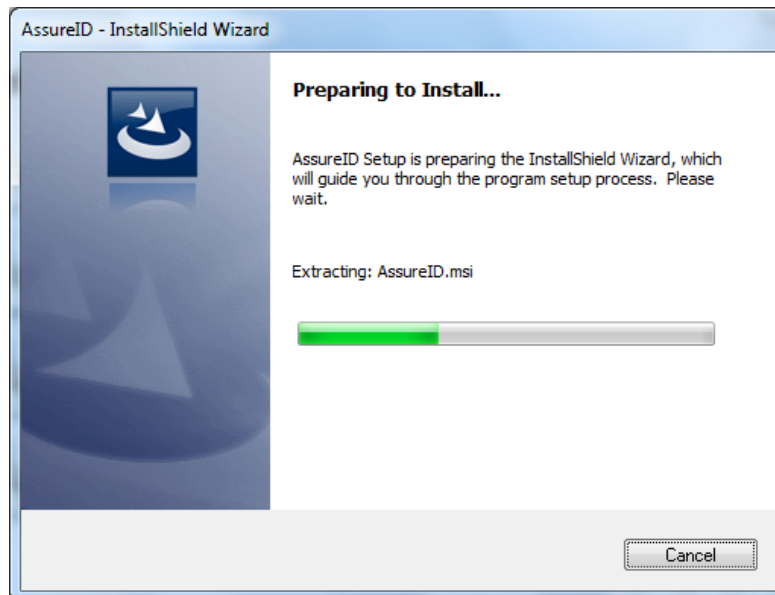 AssureID - InstallShield Wizard
Preparing to Install...
AssureID Setup is preparing the InstallShield Wizard, which
will guide you through the program setup process.  Please
wait.
Extracting: AssureID.msi
Cancel